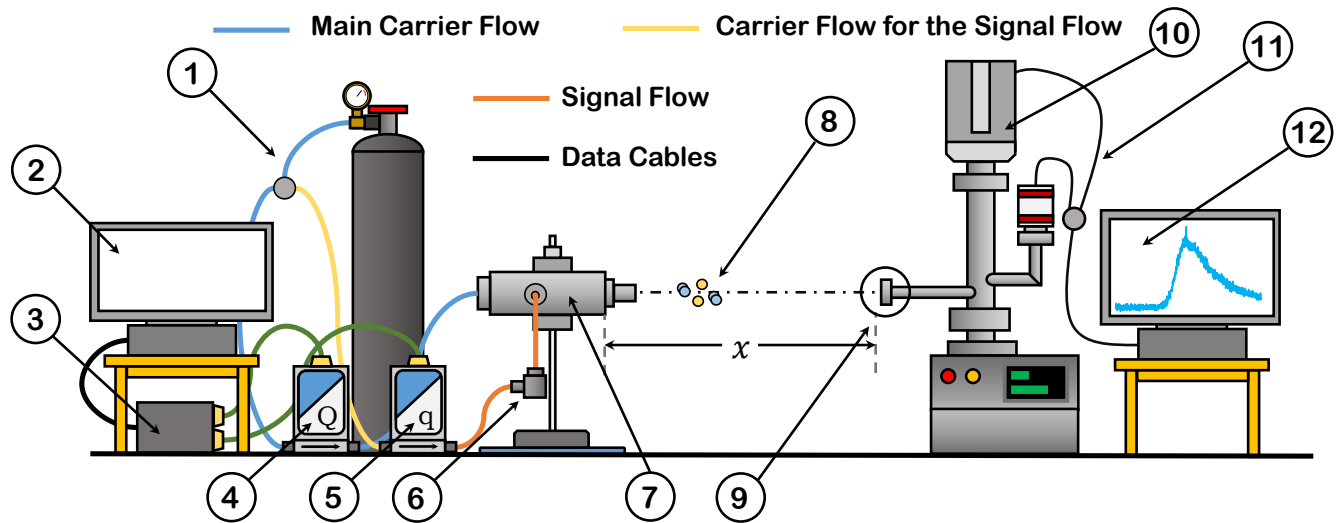 Main Carrier Flow
Carrier Flow for the Signal Flow
Signal Flow
Data Cables
1
2
3
4
5
6
7
8
9
10
11
12
Q
q
x